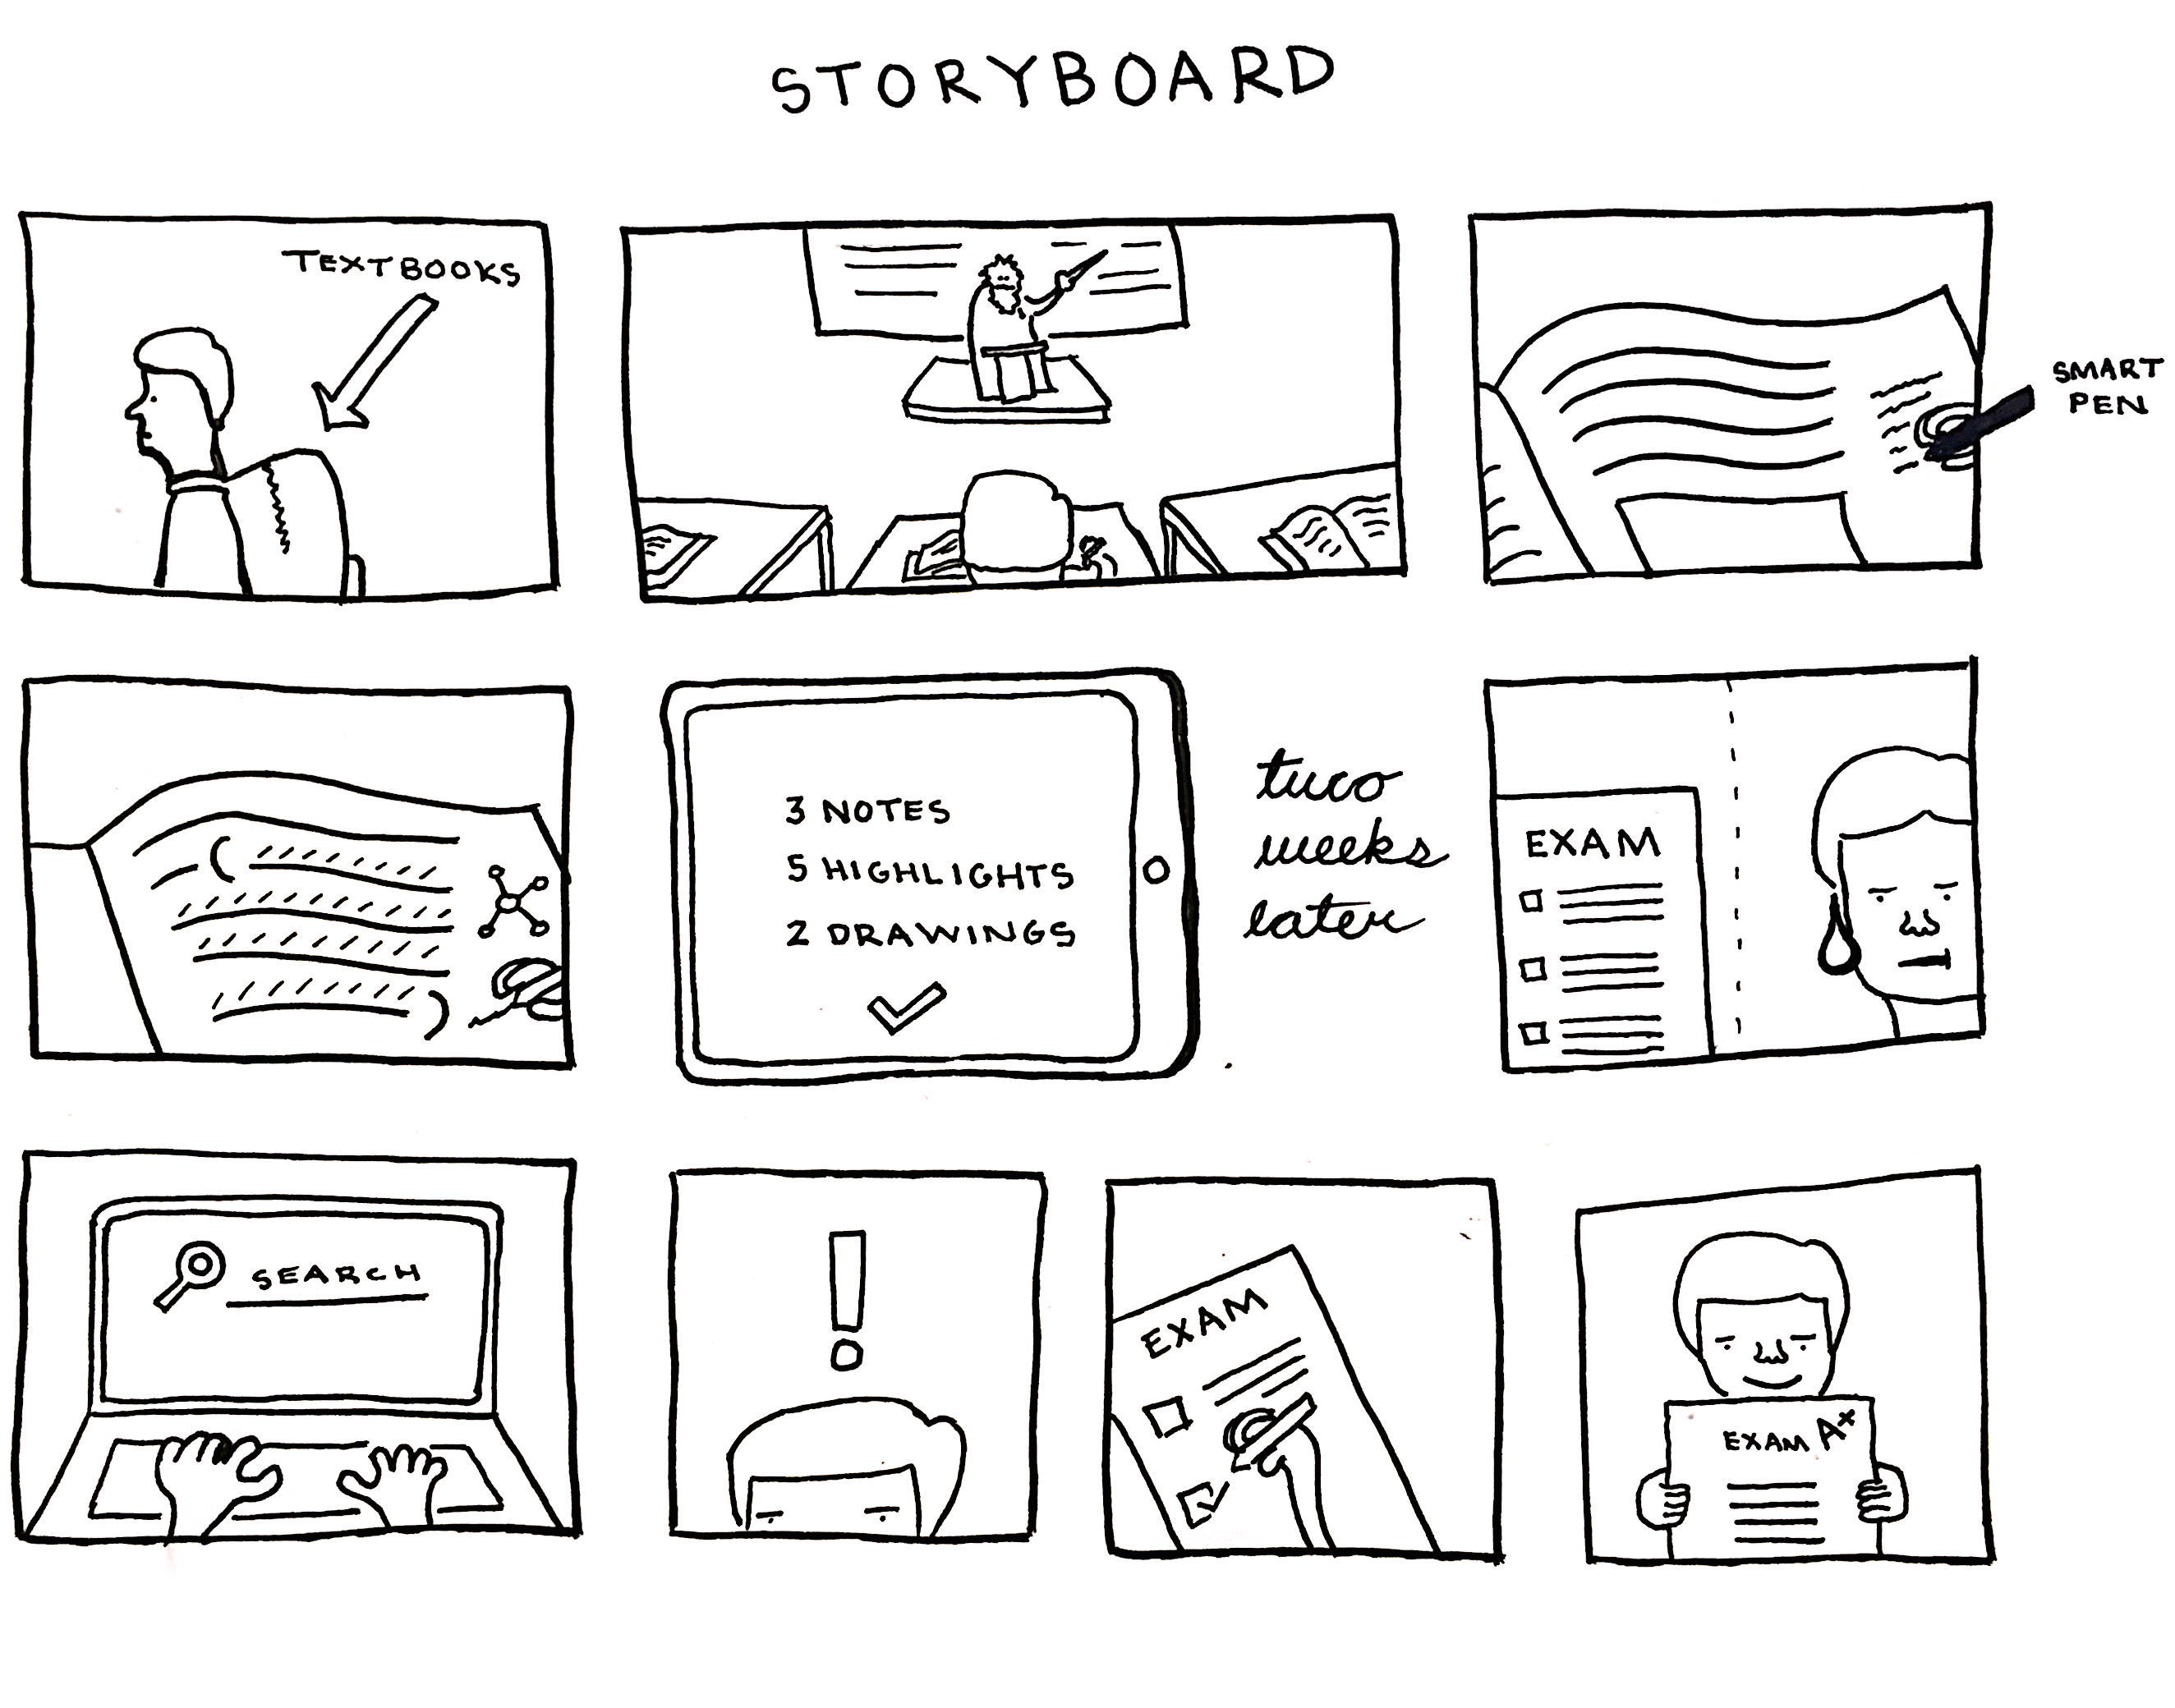 STORYBOARD
TEXTBOOKS
SMART
PEN
3 NOTES
5 HIGHLIGHTS
2 DRAWINGS
two
weeks
later
EXAM
SEARCH
!
EXAM
EXAM A+